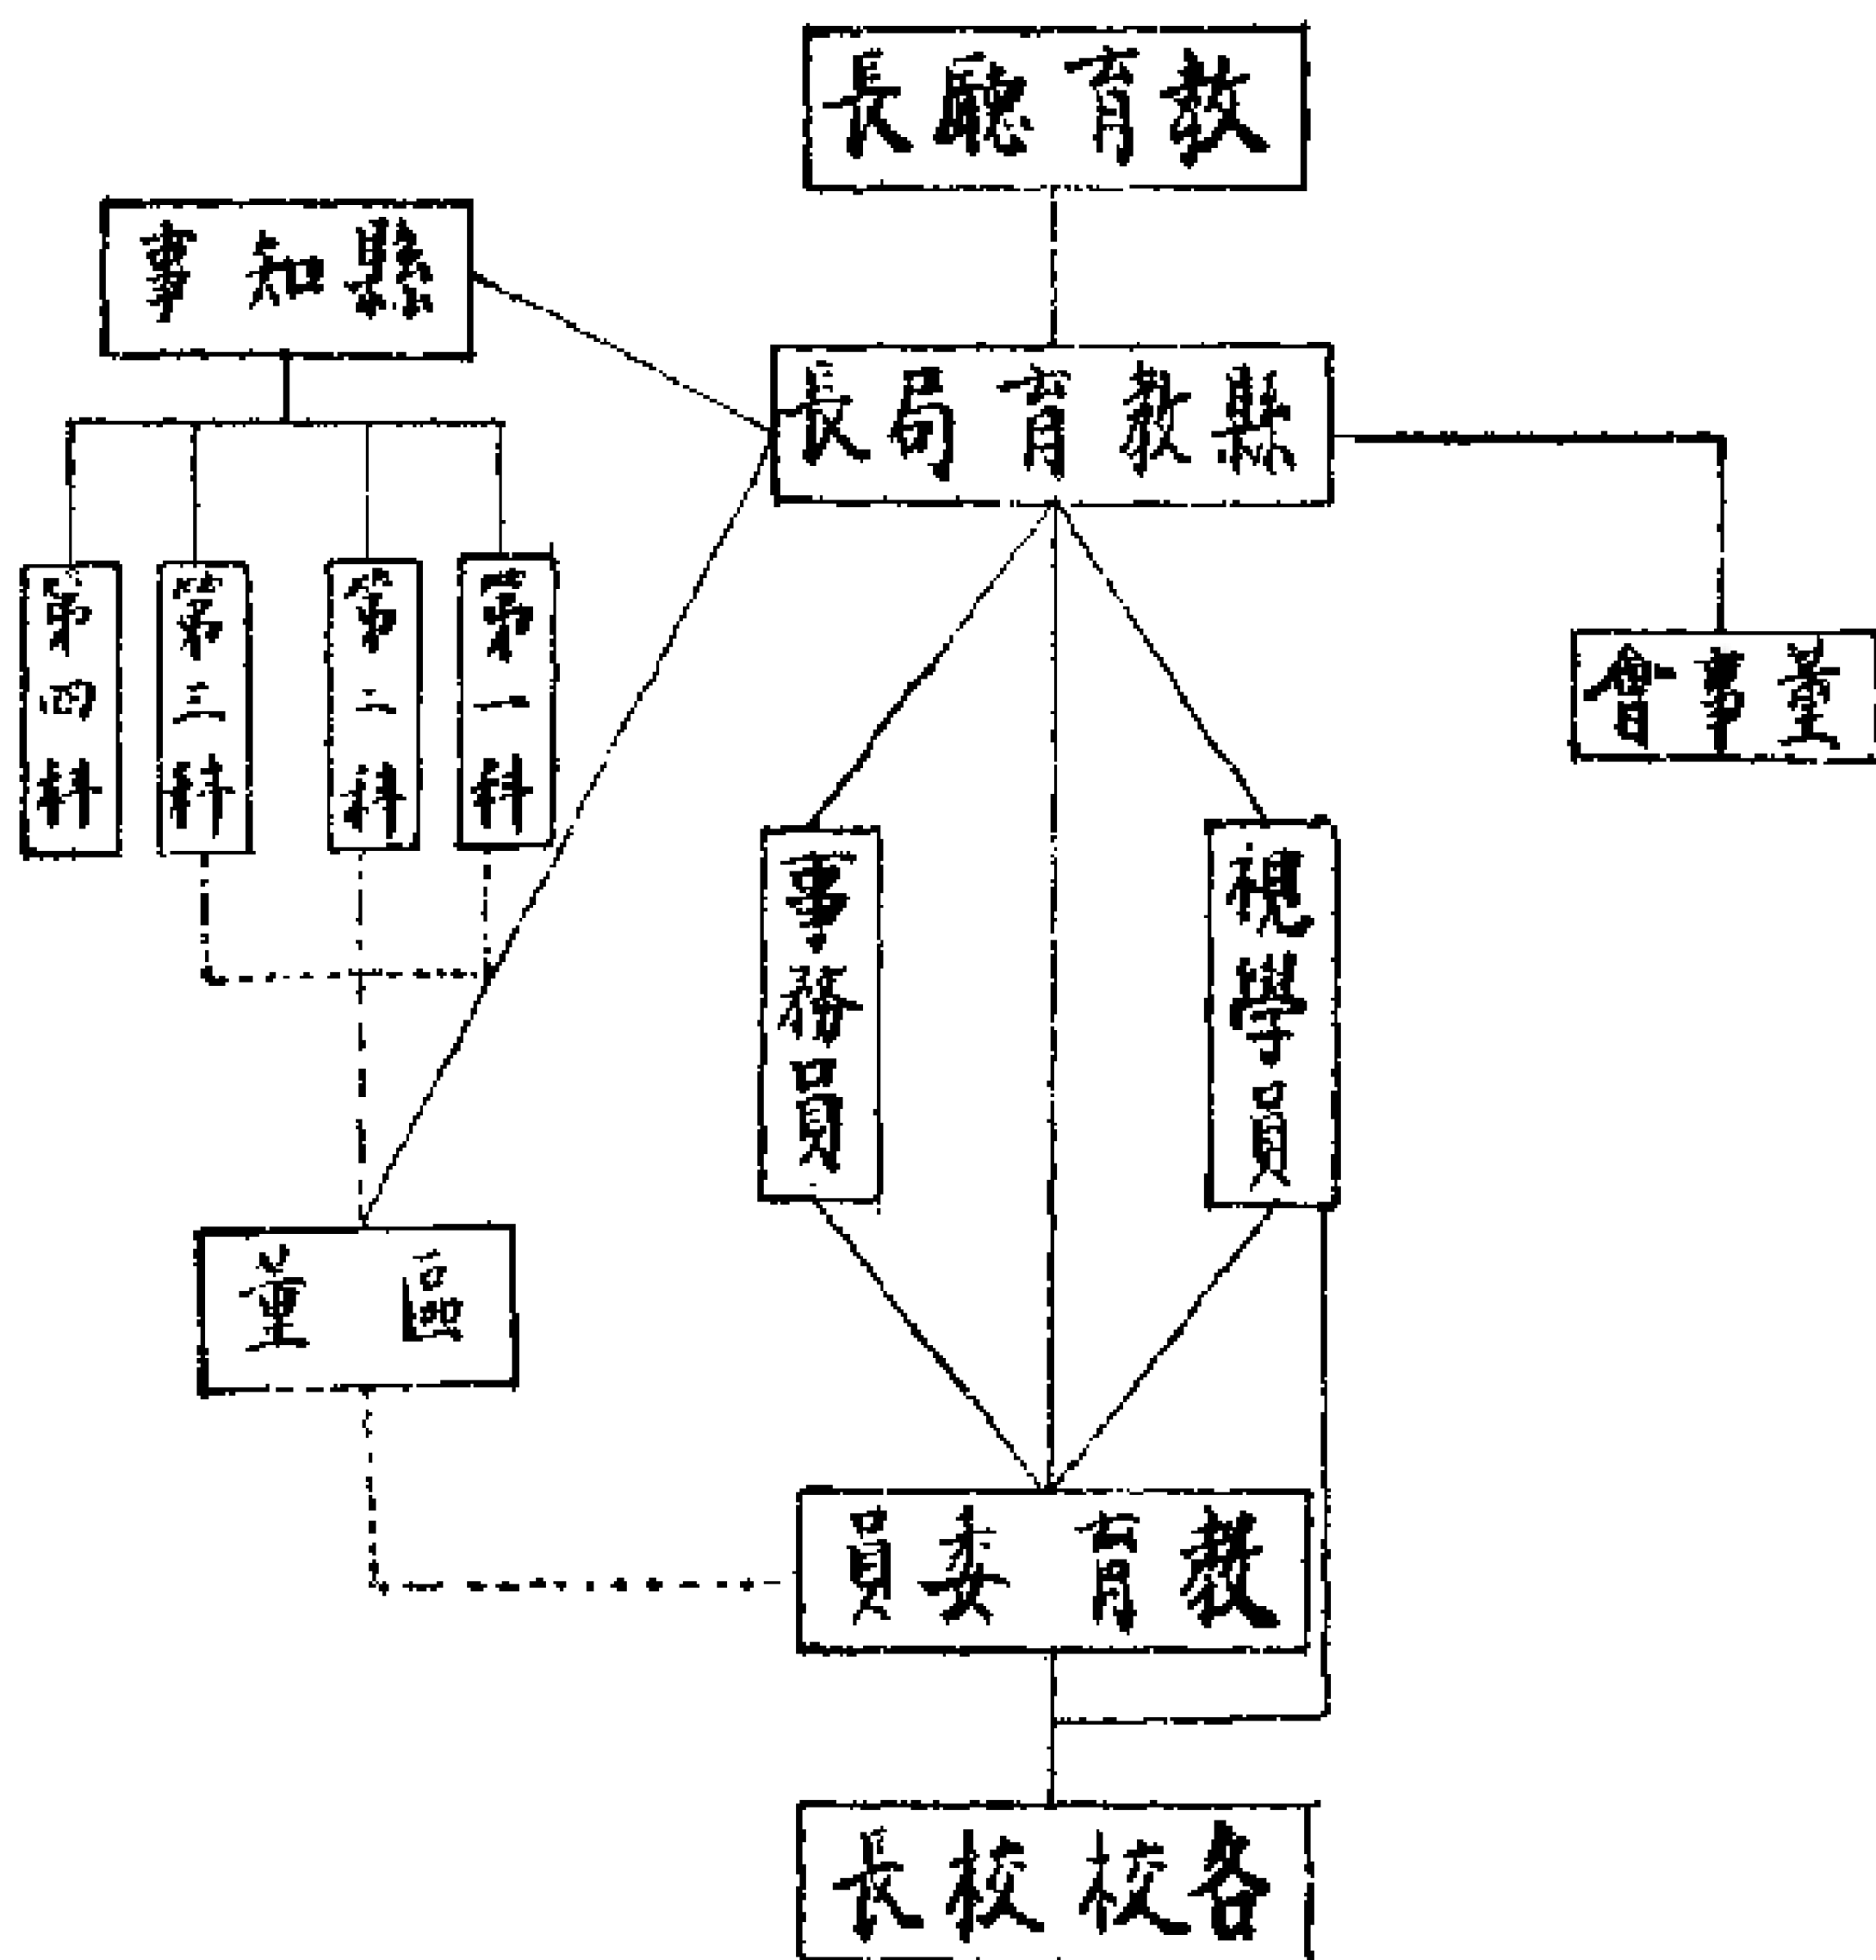 教育廳長
縣知事
縣教育局長
第一科
第二科
第三科
第四科
董事會
視學員
事務員
區董
教育委員
各校校長